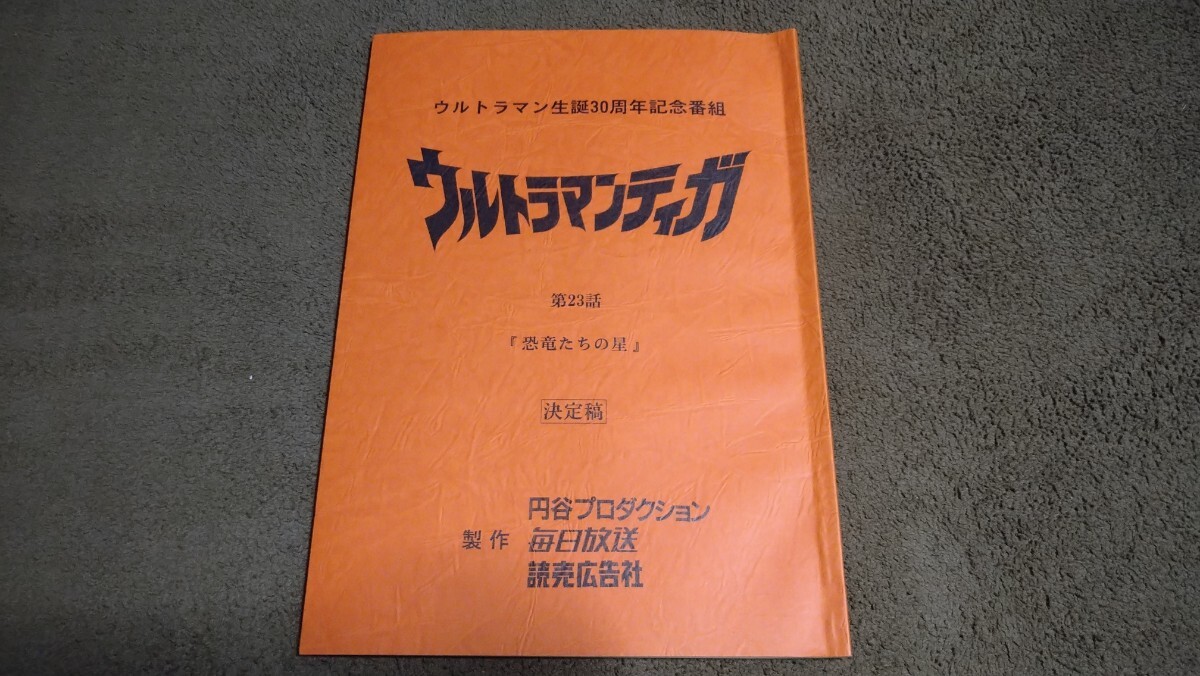 ウルトラマン生誕30周年記念番組
ウルトラマンティガ
第23話
『恐竜たちの星』
決定稿
製作
円谷プロダクション
毎日放送
読売広告社